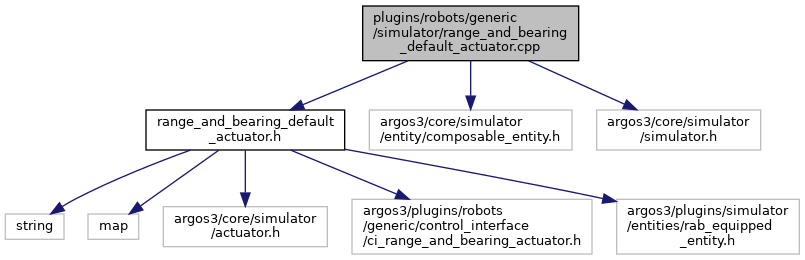 plugins/robots/generic
/simulator/range_and_bearing
_default_actuator.cpp
range_and_bearing_default
_actuator.h
argos3/core/simulator
/entity/composable_entity.h
argos3/core/simulator
/simulator.h
string
map
argos3/core/simulator
/actuator.h
argos3/plugins/robots
/generic/control_interface
/ci_range_and_bearing_actuator.h
argos3/plugins/simulator
/entities/rab_equipped
_entity.h